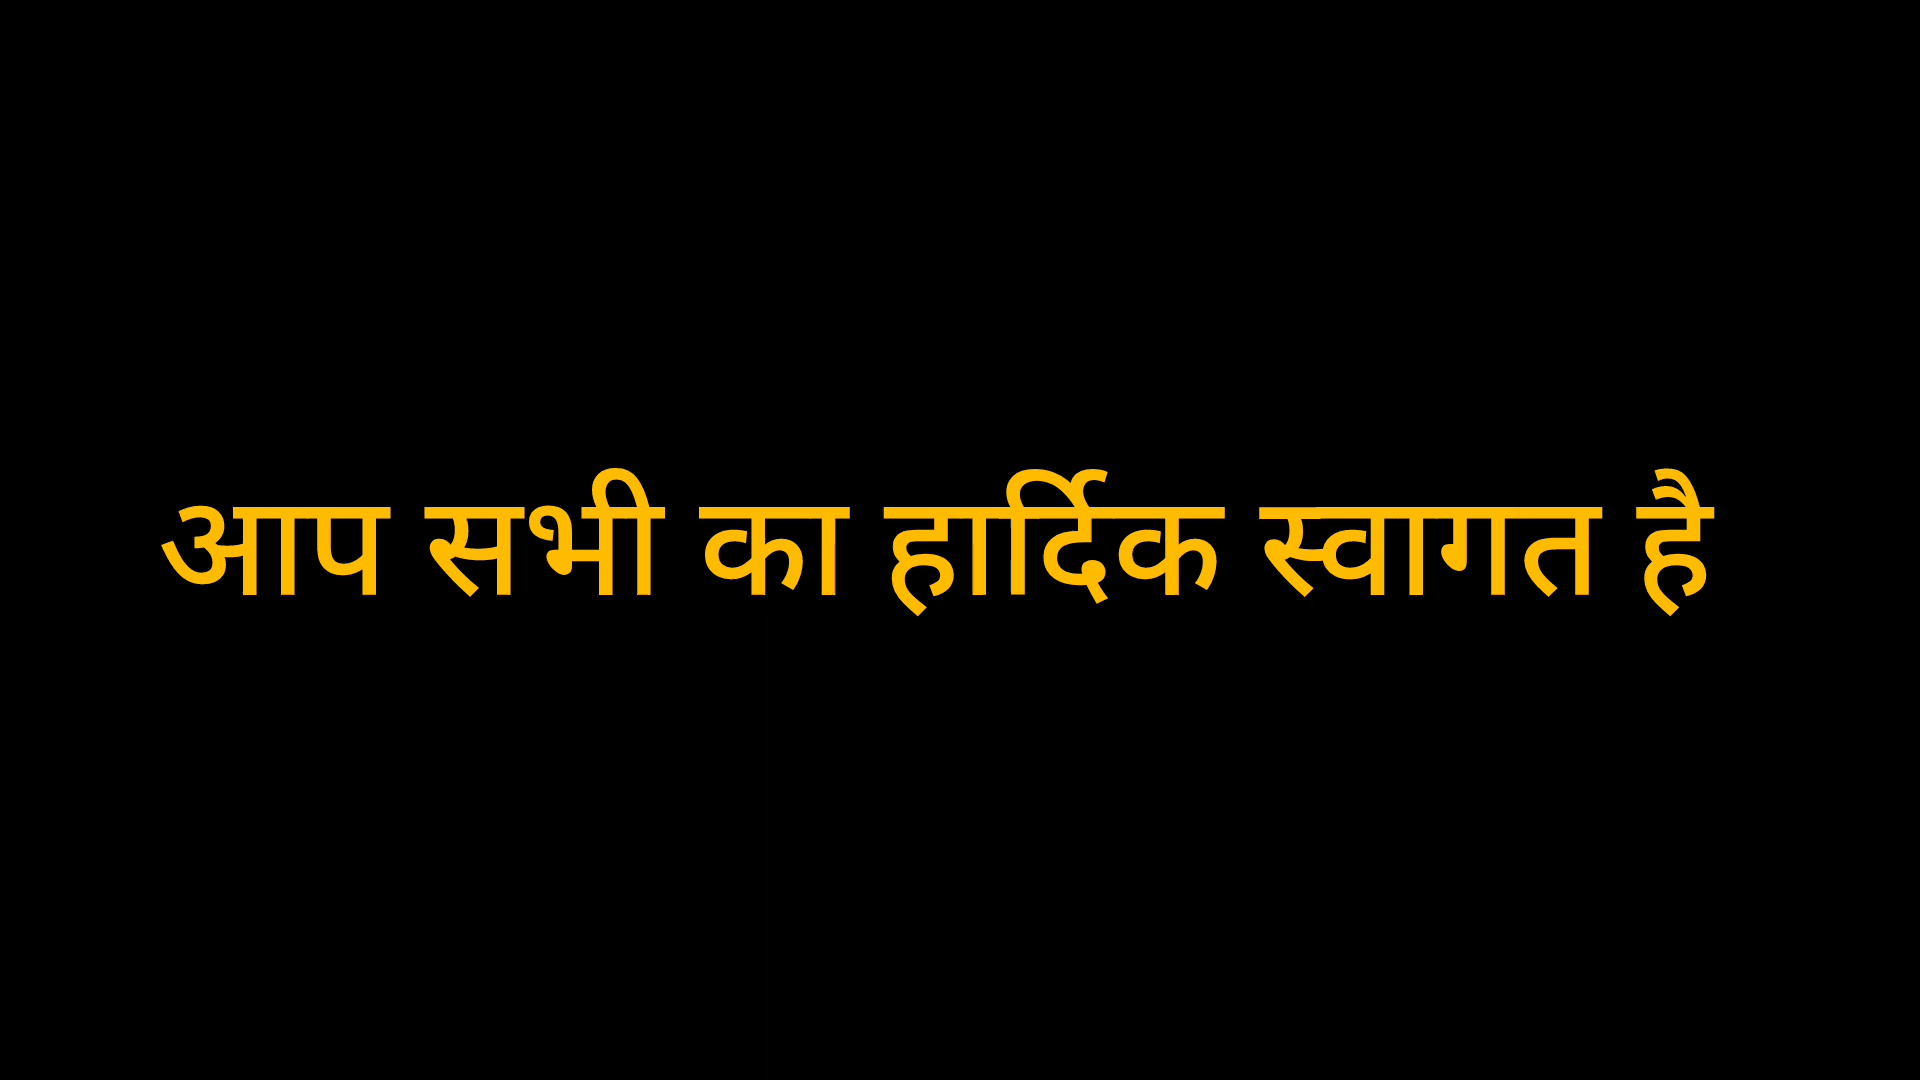 आप सभी का हार्दिक स्वागत है